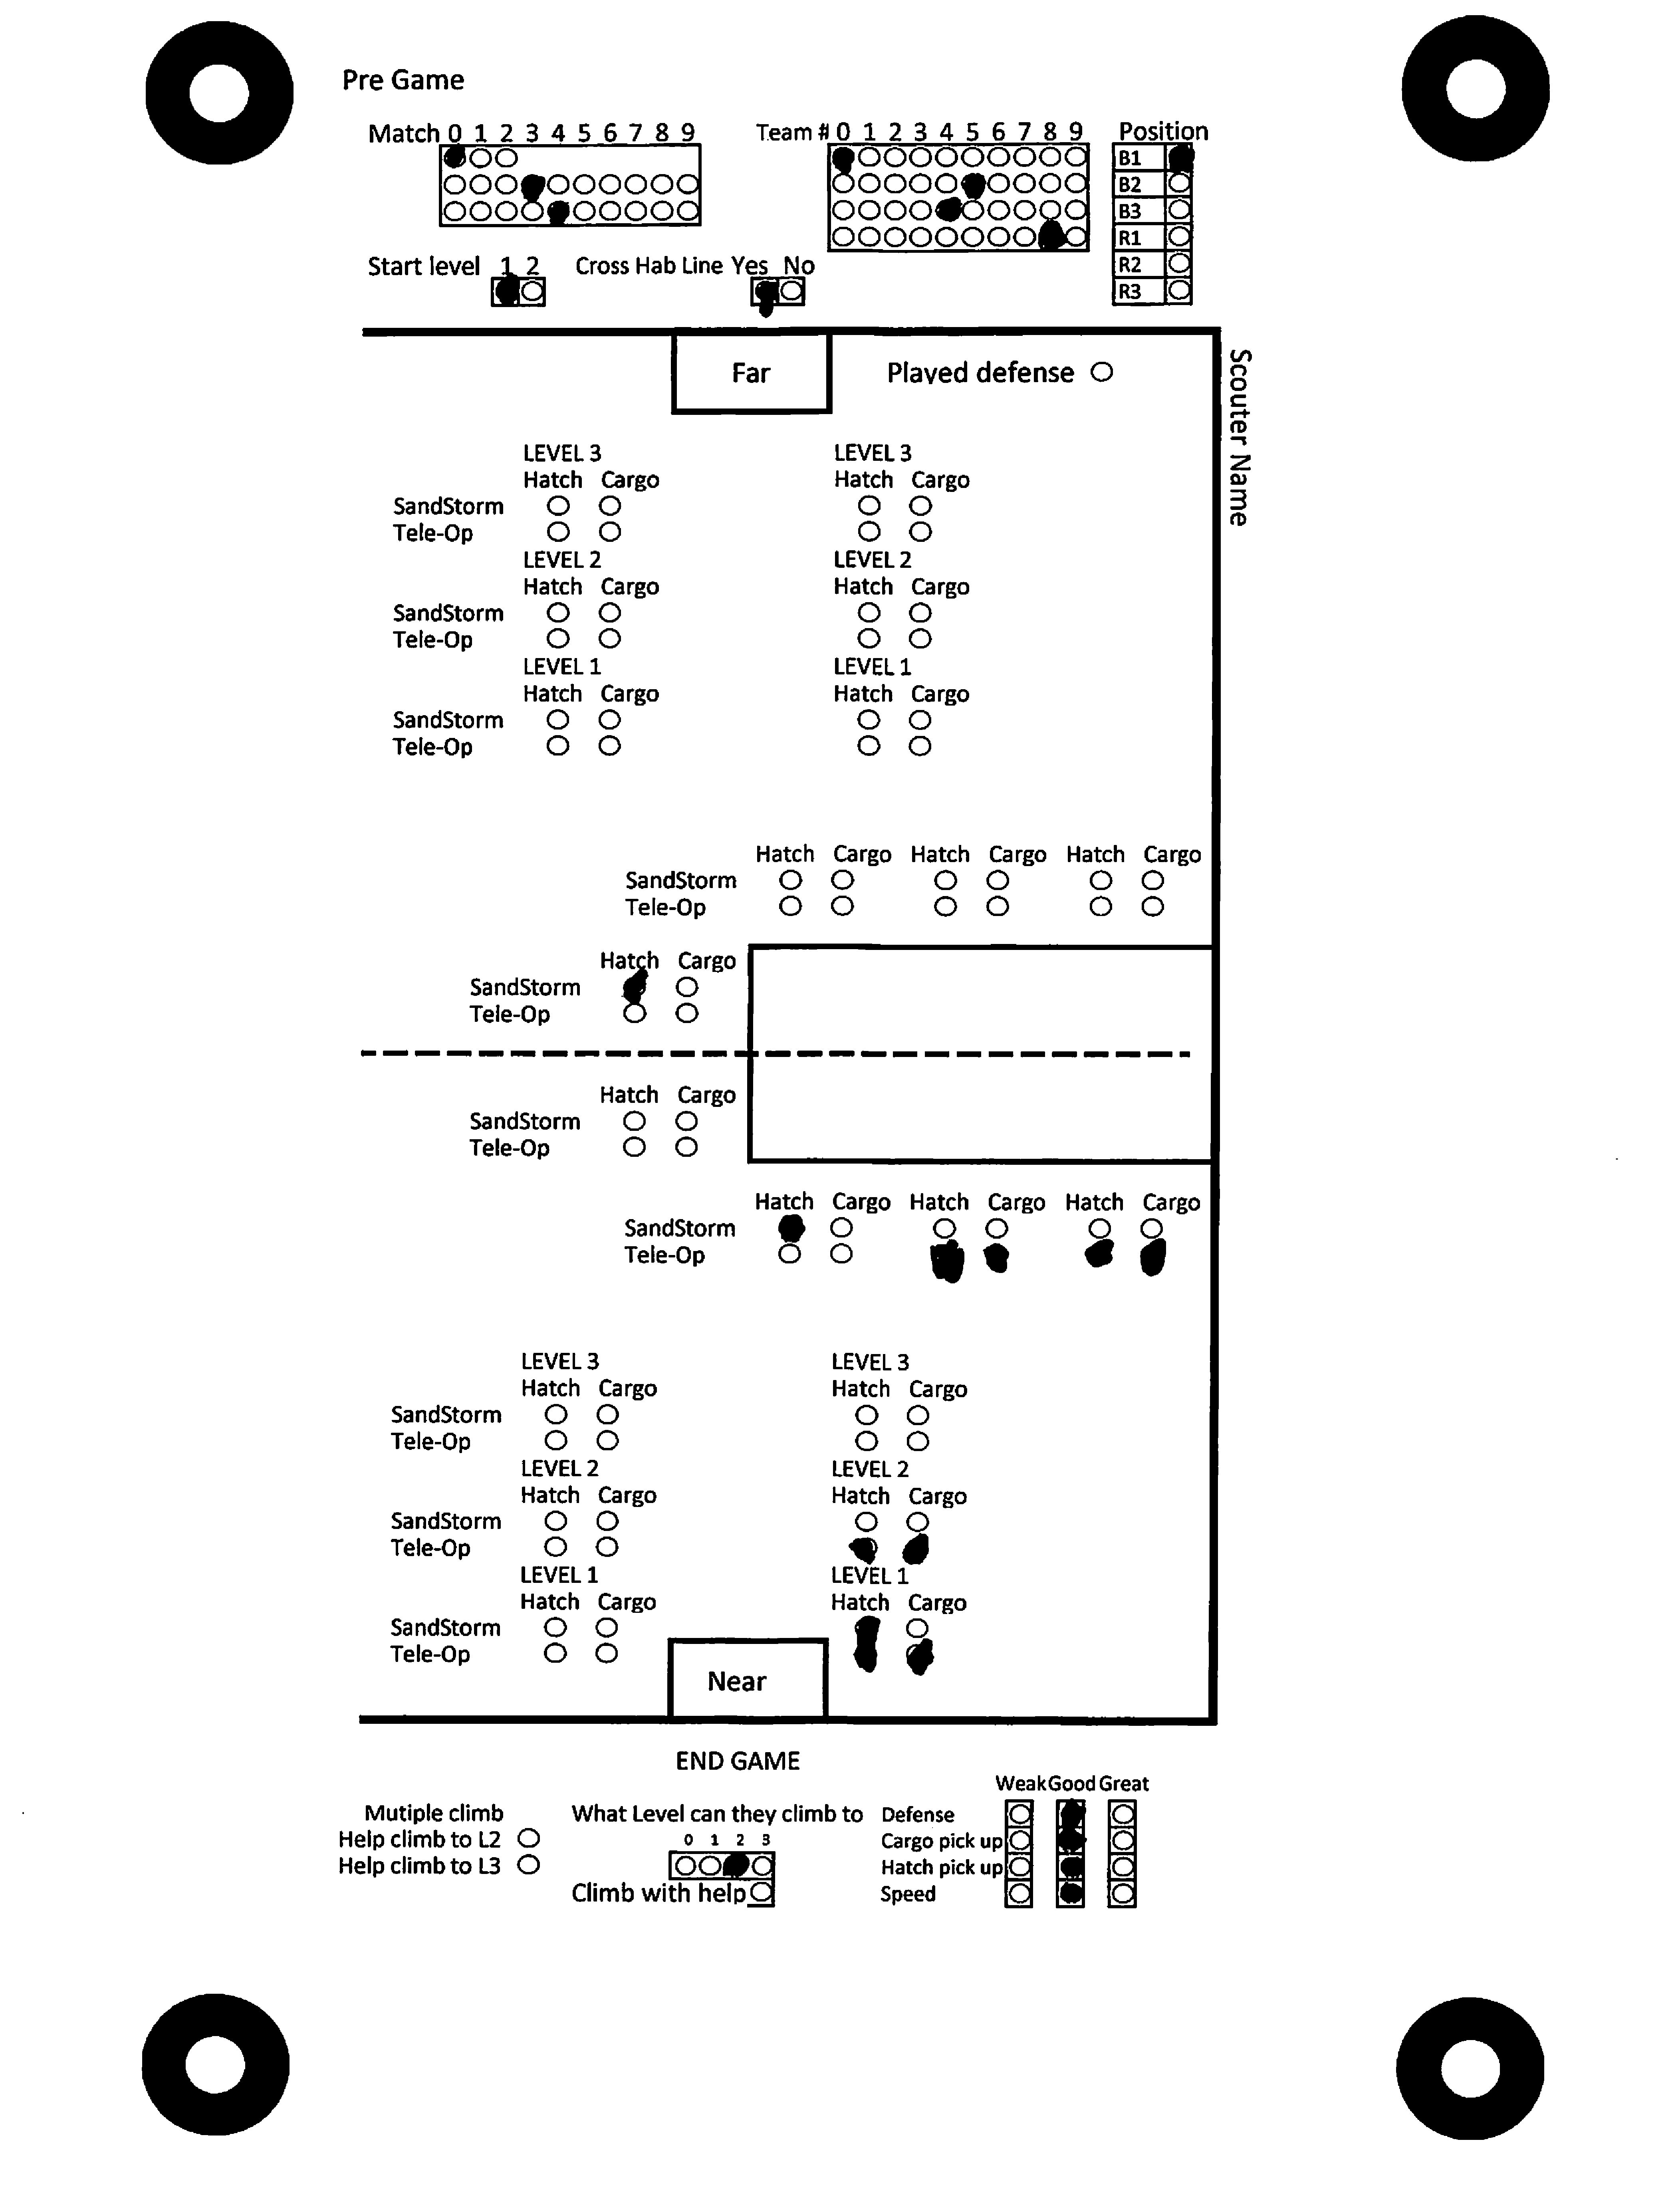 Pre Game
Match 0 1 2 3 4 5 6 7 8 9
Team # 0 1 2 3 4 5 6 7 8 9
Position
B1
B2
B3
R1
R2
R3
Start level 1 2
Cross Hab Line Yes No
Far
Played defense
Scouter Name
LEVEL 3 LEVEL 3
Hatch Cargo Hatch Cargo
SandStorm
Tele-Op
LEVEL 2 LEVEL 2
Hatch Cargo Hatch Cargo
SandStorm
Tele-Op
LEVEL 1 LEVEL 1
Hatch Cargo Hatch Cargo
SandStorm
Tele-Op
Hatch Cargo Hatch Cargo Hatch Cargo
SandStorm
Tele-Op
Hatch Cargo
SandStorm
Tele-Op
Hatch Cargo
SandStorm
Tele-Op
Hatch Cargo Hatch Cargo Hatch Cargo
SandStorm
Tele-Op
LEVEL 3 LEVEL 3
Hatch Cargo Hatch Cargo
SandStorm
Tele-Op
LEVEL 2 LEVEL 2
Hatch Cargo Hatch Cargo
SandStorm
Tele-Op
LEVEL 1 LEVEL 1
Hatch Cargo Hatch Cargo
SandStorm
Tele-Op
Near
END GAME
Mutiple climb
Help climb to L2
Help climb to L3
What Level can they climb to
0 1 2 3
Climb with help
Weak Good Great
Defense
Cargo pick up
Hatch pick up
Speed